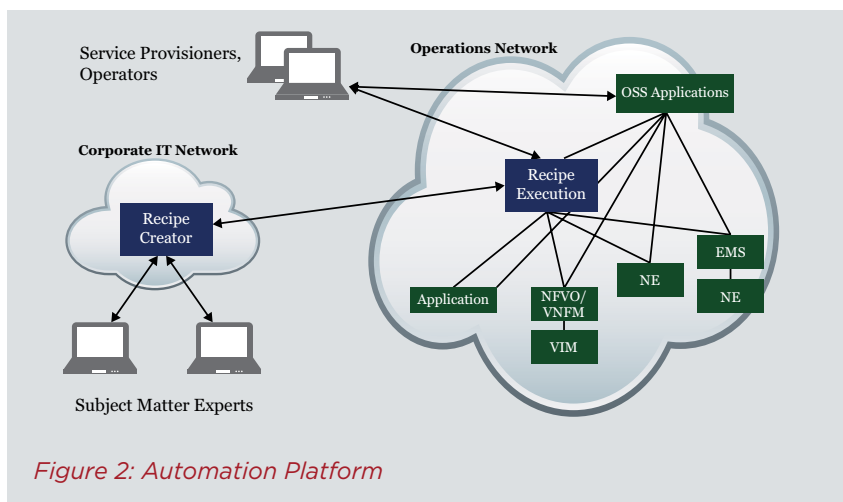 Service Provisioners,
Operators
Operations Network
OSS Applications
Corporate IT Network
Recipe
Execution
Recipe
Creator
EMS
NE
NE
Application
NFVO/
VNFM
VIM
Subject Matter Experts
Figure 2: Automation Platform